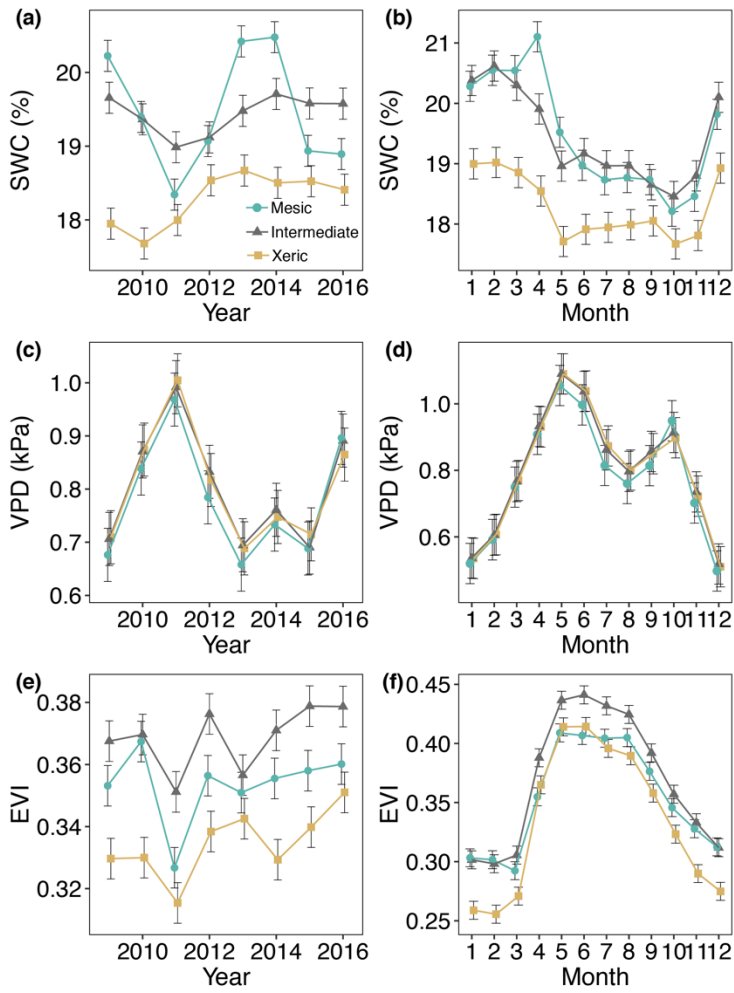 (a)
SWC (%)
20
19
18
Mesic
Intermediate
Xeric
2010 2012 2014 2016
Year
(b)
SWC (%)
21
20
19
18
1 2 3 4 5 6 7 8 9 10 11 12
Month
(c)
VPD (kPa)
1.0
0.9
0.8
0.7
0.6
2010 2012 2014 2016
Year
(d)
VPD (kPa)
1.0
0.8
0.6
1 2 3 4 5 6 7 8 9 10 11 12
Month
(e)
EVI
0.38
0.36
0.34
0.32
2010 2012 2014 2016
Year
(f)
EVI
0.45
0.40
0.35
0.30
0.25
1 2 3 4 5 6 7 8 9 10 11 12
Month